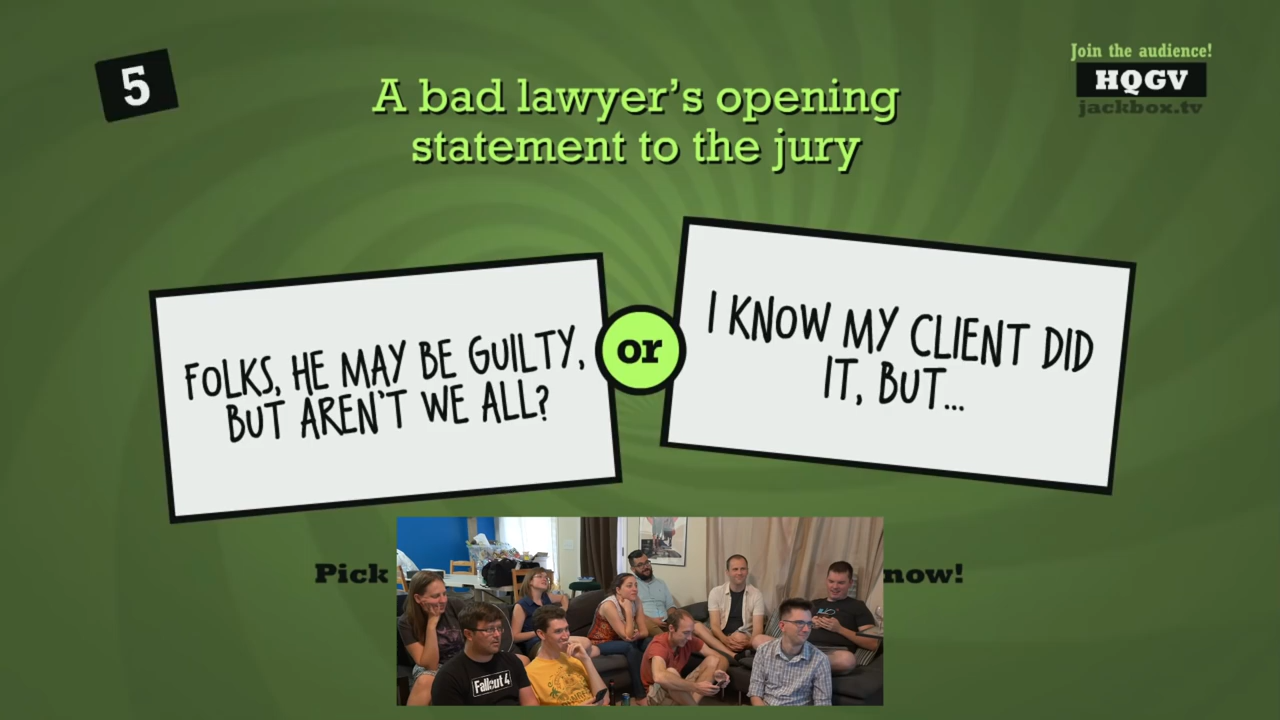 5
A bad lawyer's opening
statement to the jury
Join the audience!
HQGV
jackbox.tv
FOLKS, HE MAY BE GUILTY,
BUT AREN'T WE ALL?
or
I KNOW MY CLIENT DID
IT, BUT...
Pick
now!
Fallout 4